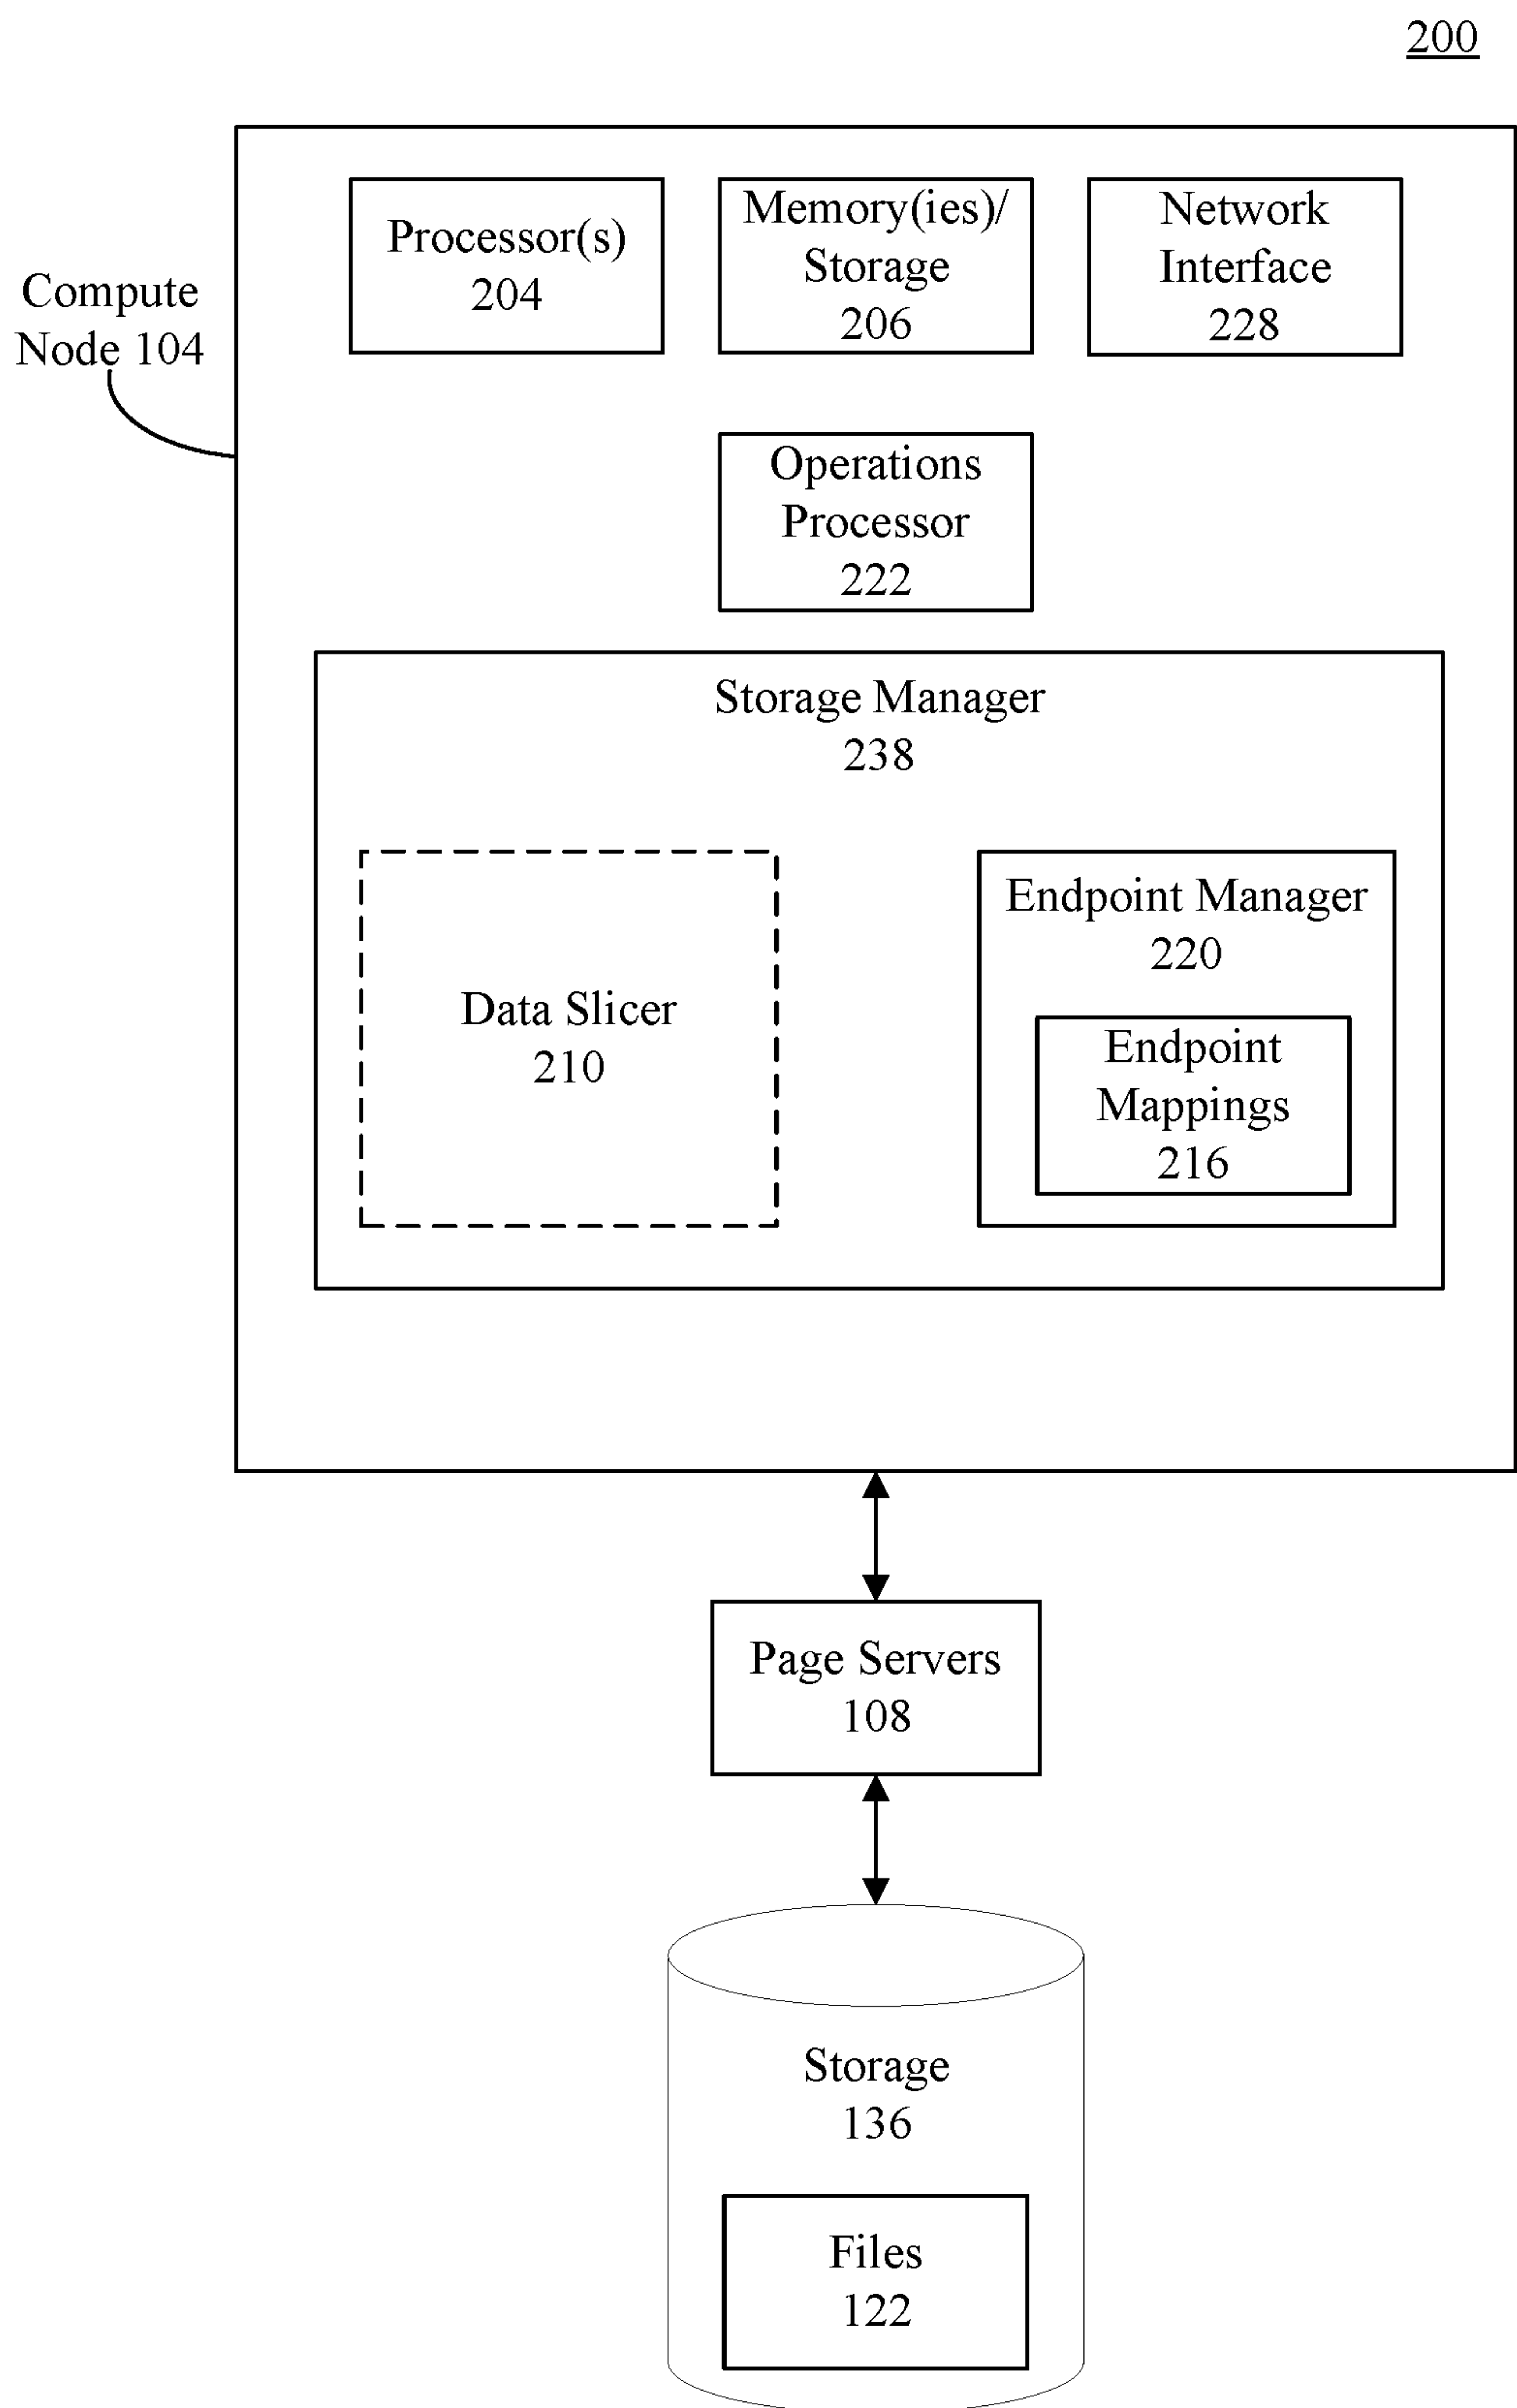 200
Compute
Node 104
Processor(s)
204
Memory(ies)/
Storage
206
Network
Interface
228
Operations
Processor
222
Storage Manager
238
Data Slicer
210
Endpoint Manager
220
Endpoint
Mappings
216
Page Servers
108
Storage
136
Files
122